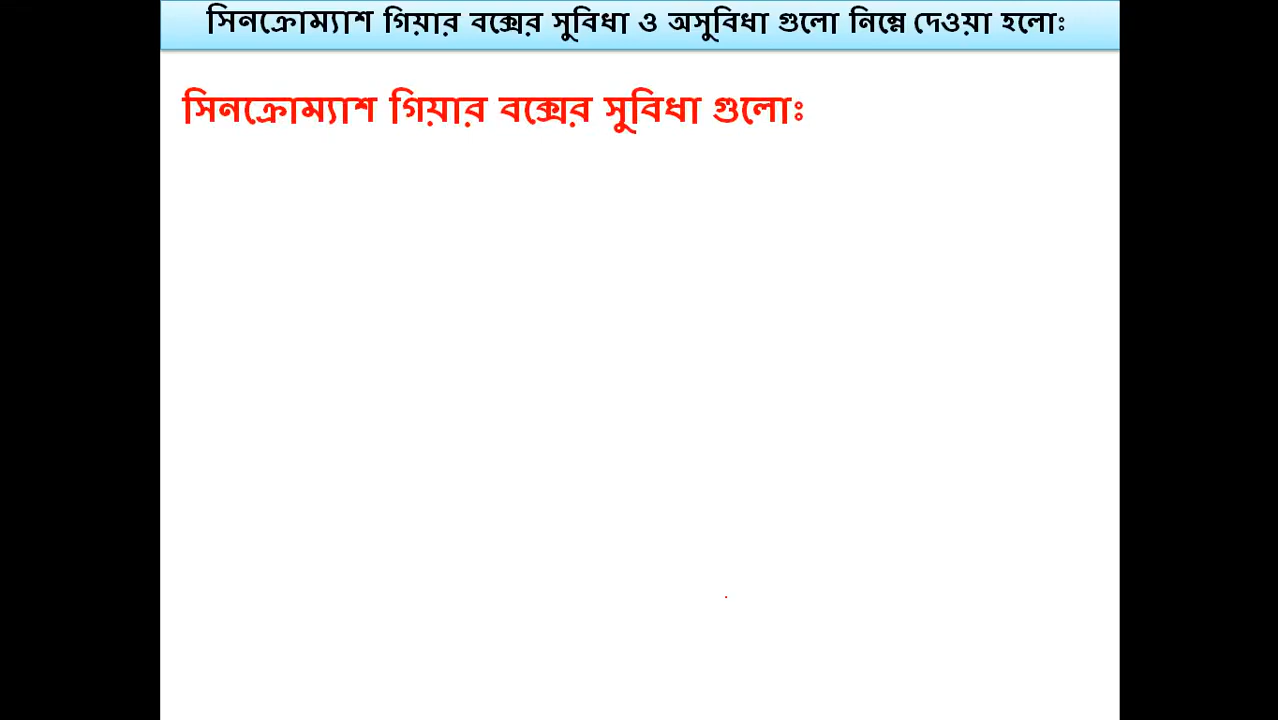 সিনক্রোম্যাশ গিয়ার বক্সের সুবিধা ও অসুবিধা গুলো নিম্নে দেওয়া হলোঃ
সিনক্রোম্যাশ গিয়ার বক্সের সুবিধা গুলোঃ